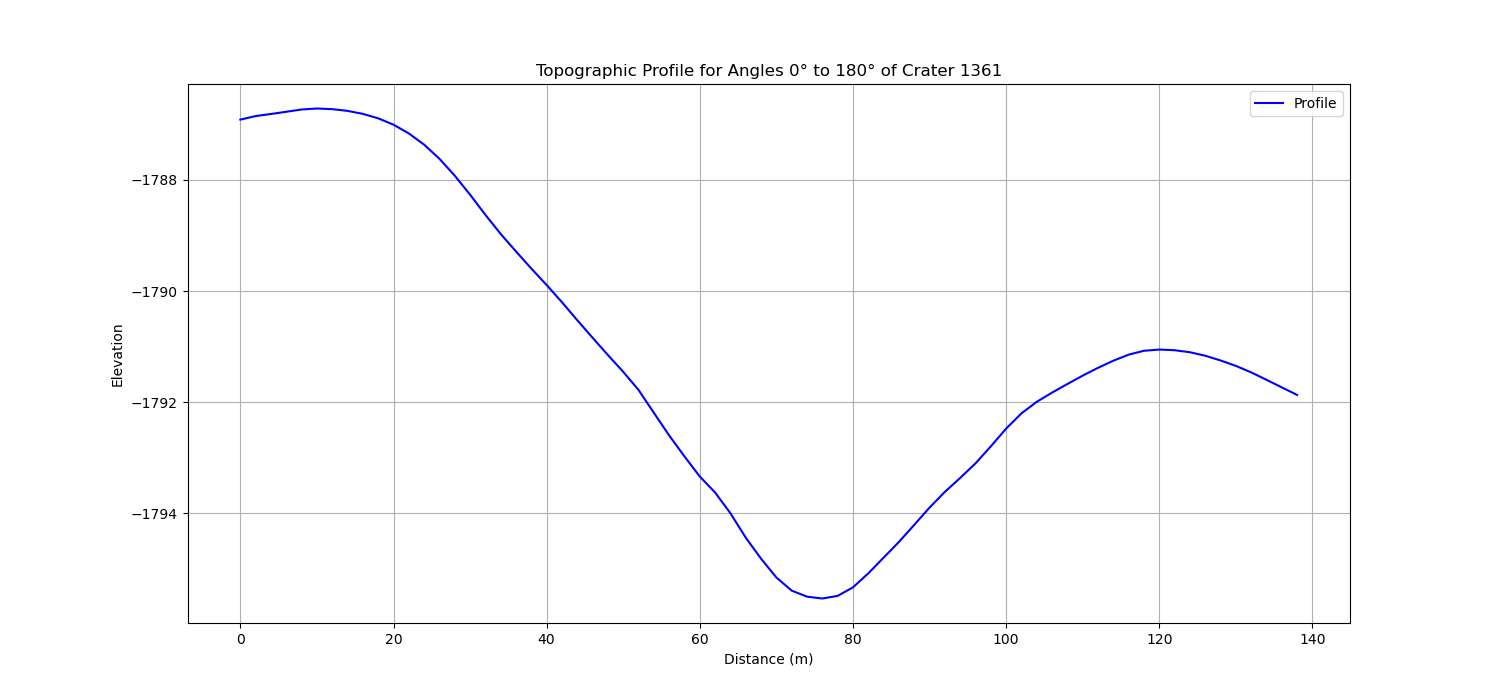 Topographic Profile for Angles 0° to 180° of Crater 1361
Profile
−1788
−1790
−1792
−1794
Elevation
0 20 40 60 80 100 120 140
Distance (m)